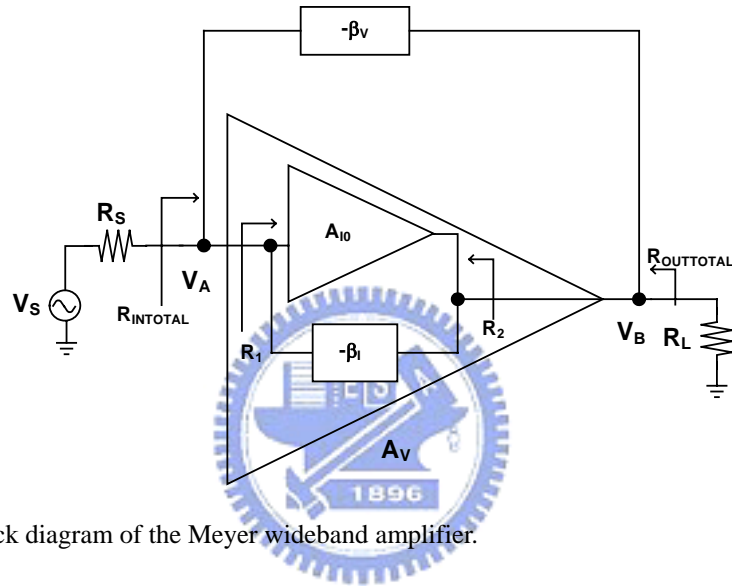 -βV
RS
AI0
ROUTTOTAL
VA
VS
RINTOTAL
R1
R2
VB
RL
-βI
AV
1896
ck diagram of the Meyer wideband amplifier.